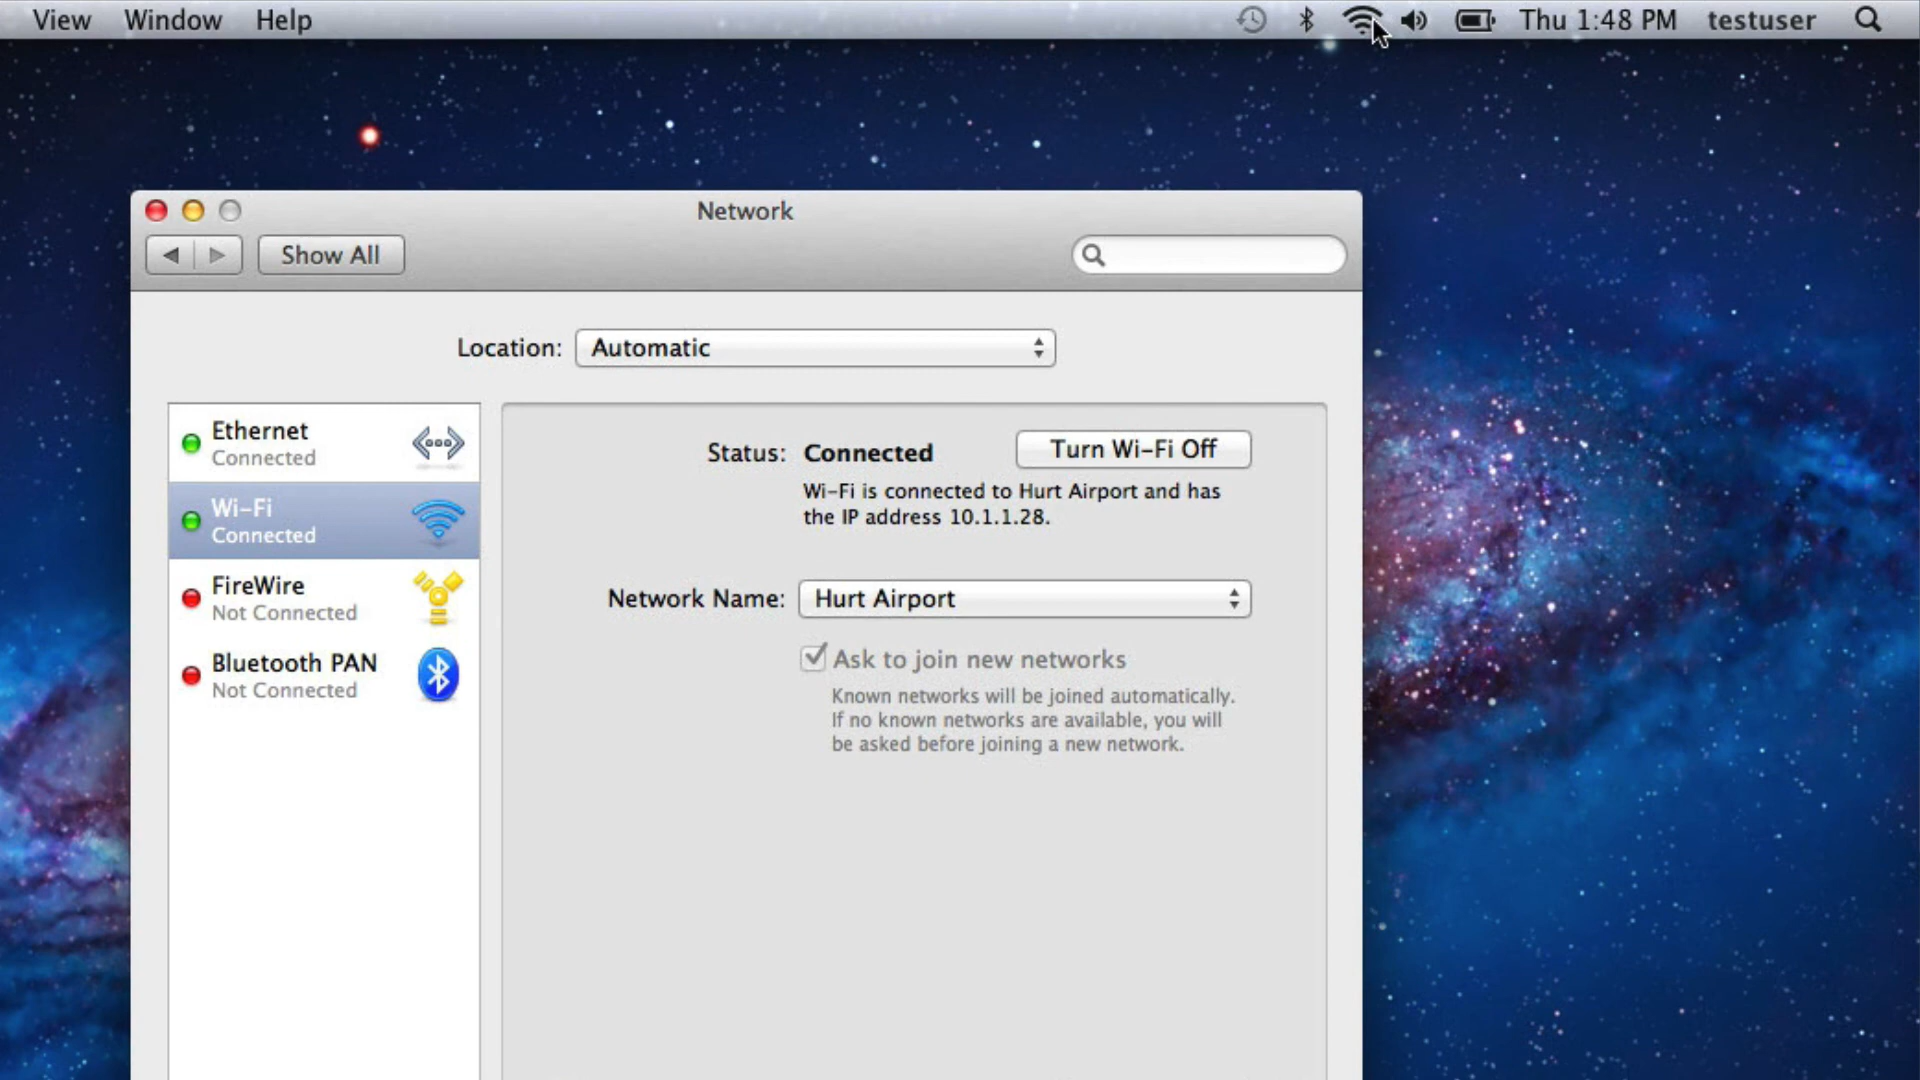 View Window Help Thu 1:48 PM testuser
Network
Show All
Location: Automatic
Ethernet
Connected
Wi-Fi
Connected
FireWire
Not Connected
Bluetooth PAN
Not Connected
Status: Connected Turn Wi-Fi Off
Wi-Fi is connected to Hurt Airport and has
the IP address 10.1.1.28.
Network Name: Hurt Airport
Ask to join new networks
Known networks will be joined automatically.
If no known networks are available, you will
be asked before joining a new network.